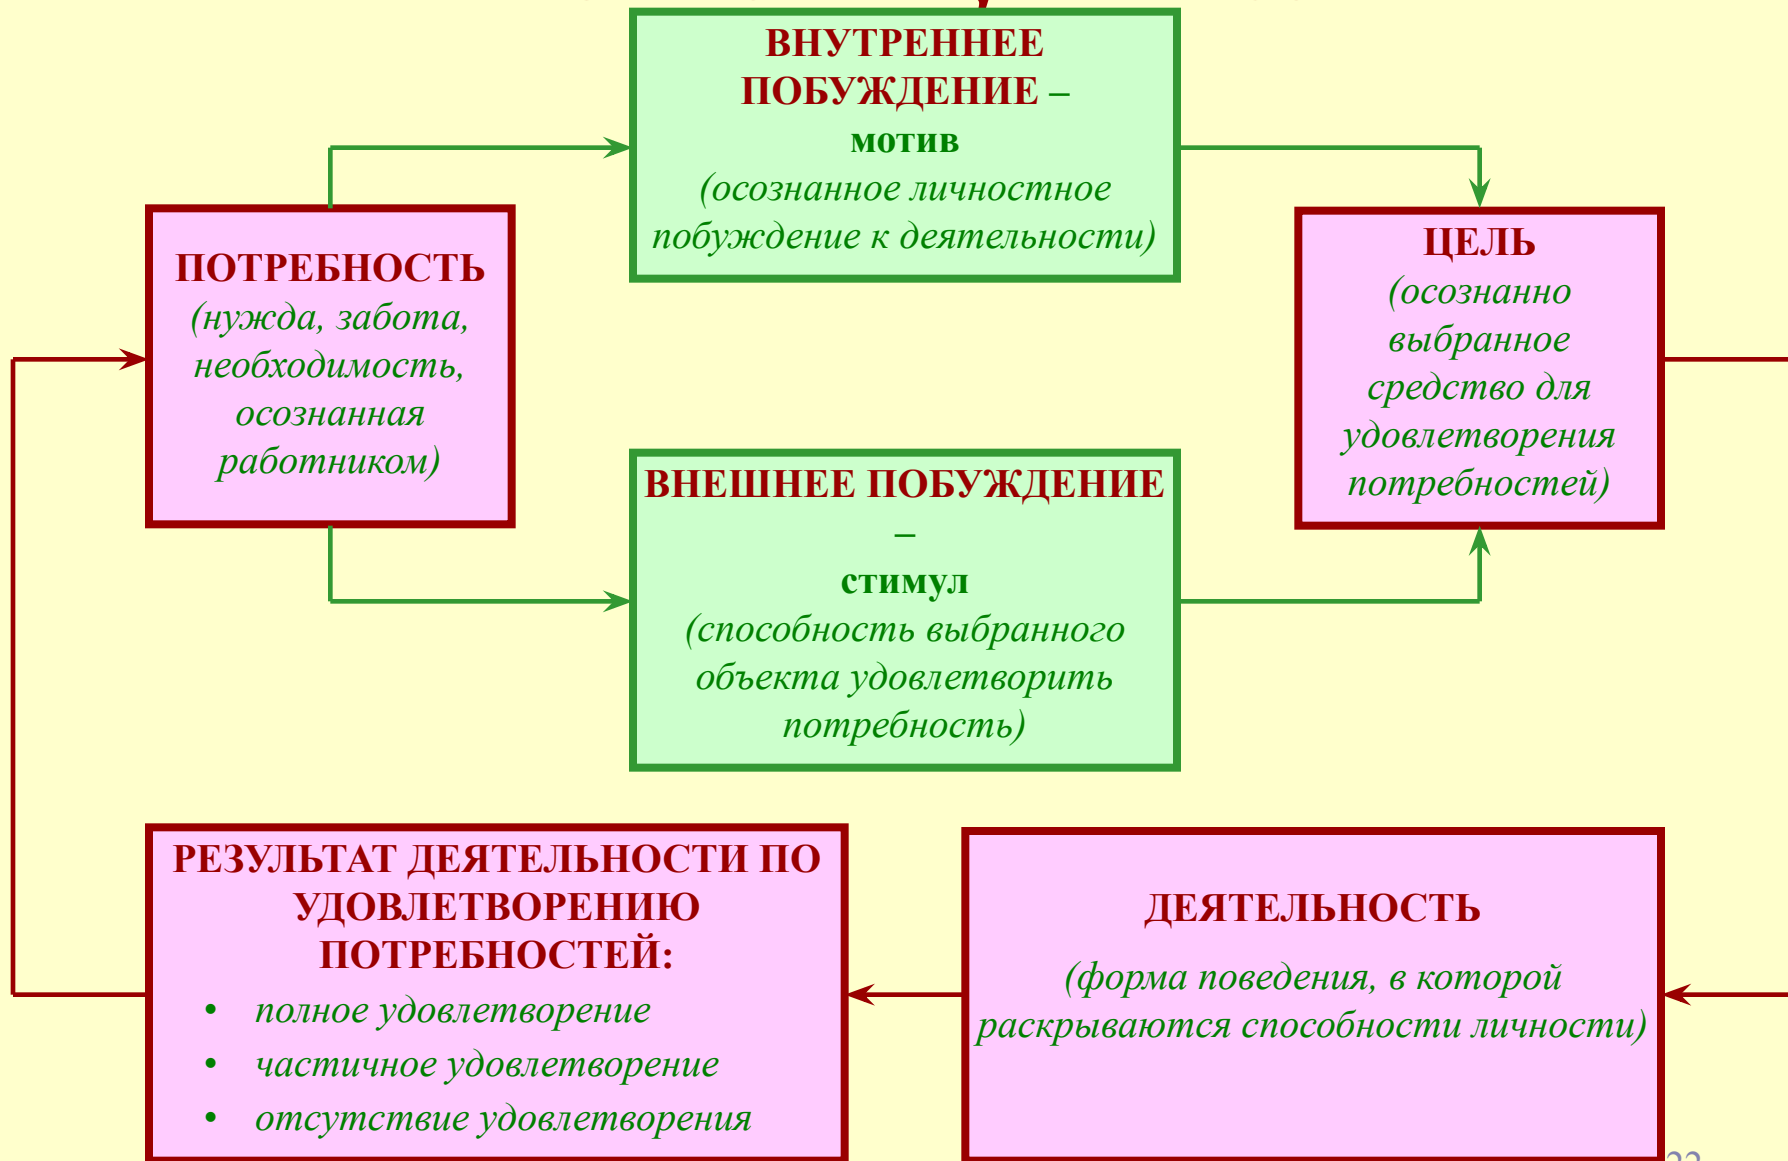 ВНУТРЕННЕЕ
ПОБУЖДЕНИЕ –
мотив
(осознанное личностное
побуждение к деятельности)
ПОТРЕБНОСТЬ
(нужда, забота,
необходимость,
осознанная
работником)
ЦЕЛЬ
(осознанно
выбранное
средство для
удовлетворения
потребностей)
ВНЕШНЕЕ ПОБУЖДЕНИЕ
–
стимул
(способность выбранного
объекта удовлетворить
потребность)
РЕЗУЛЬТАТ ДЕЯТЕЛЬНОСТИ ПО
УДОВЛЕТВОРЕНИЮ
ПОТРЕБНОСТЕЙ:
• полное удовлетворение
• частичное удовлетворение
• отсутствие удовлетворения
ДЕЯТЕЛЬНОСТЬ
(форма поведения, в которой
раскрываются способности личности)